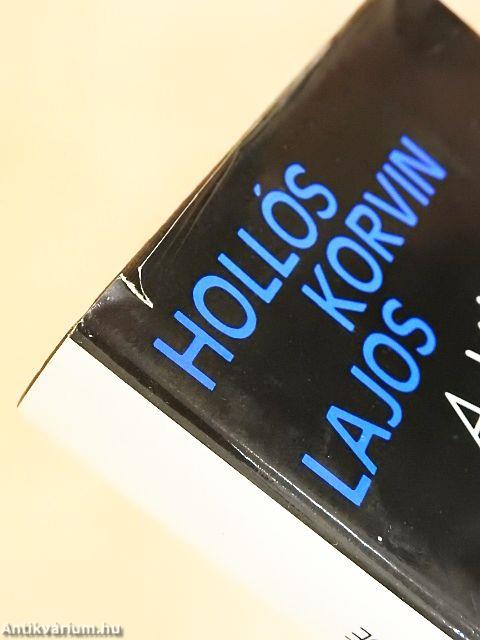 HOLLÓS
KORVIN
LAJOS
A
Antikvárium.hu